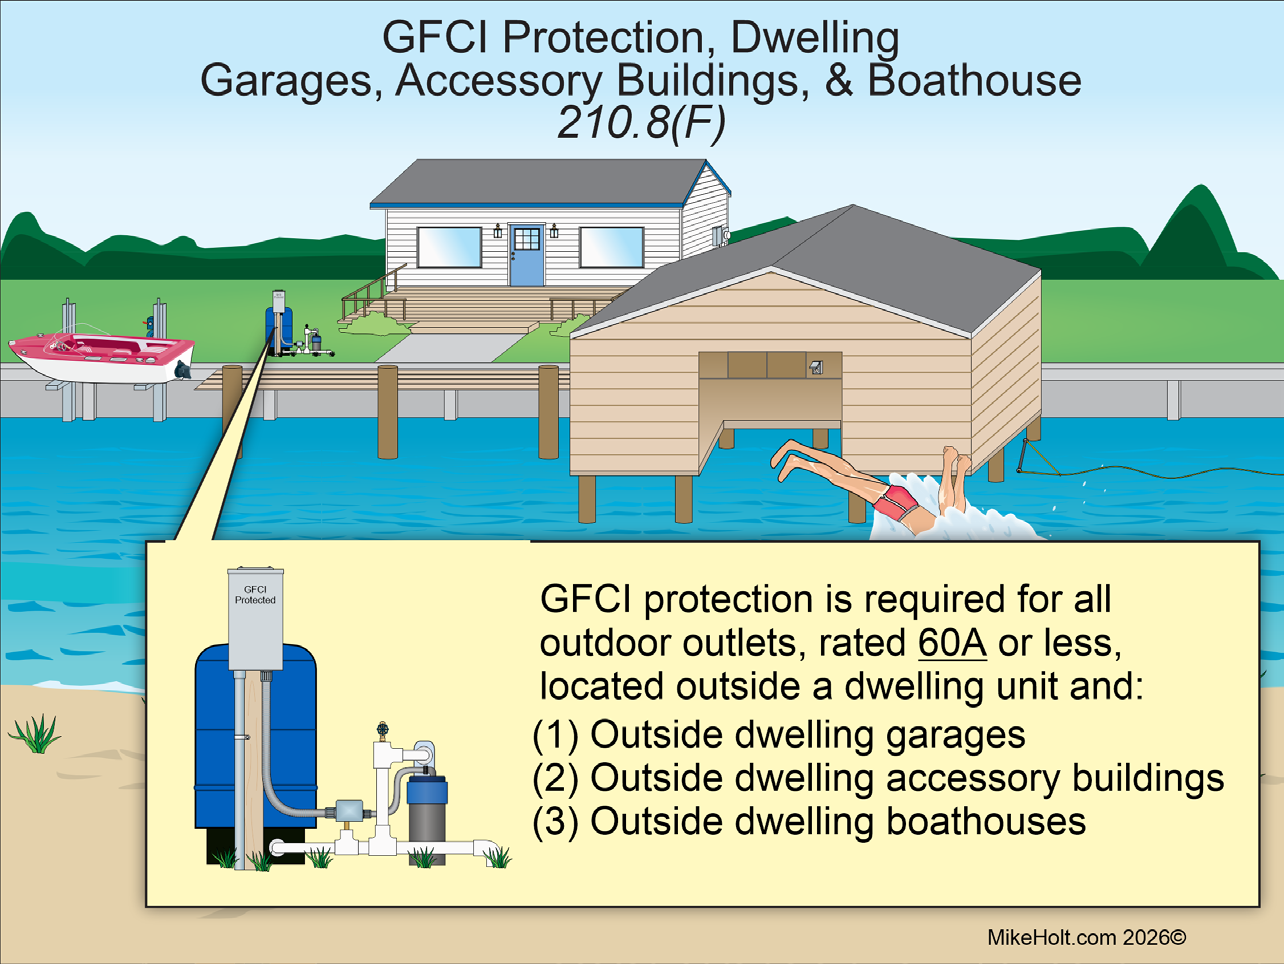 GFCI Protection, Dwelling
Garages, Accessory Buildings, & Boathouse
210.8(F)
GFCI
Protected
GFCI protection is required for all
outdoor outlets, rated 60A or less,
located outside a dwelling unit and:
(1) Outside dwelling garages
(2) Outside dwelling accessory buildings
(3) Outside dwelling boathouses
MikeHolt.com 2026©